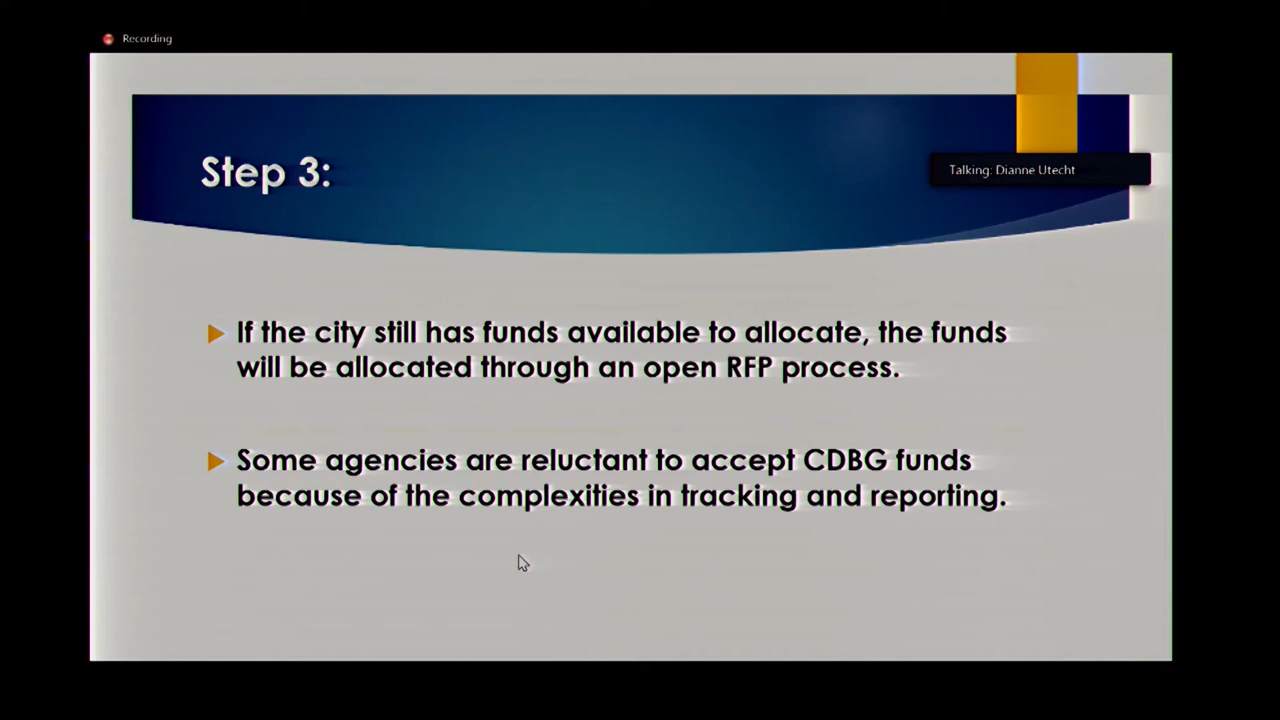 Recording
Step 3:
Talking: Dianne Utecht
If the city still has funds available to allocate, the funds
will be allocated through an open RFP process.
Some agencies are reluctant to accept CDBG funds
because of the complexities in tracking and reporting.